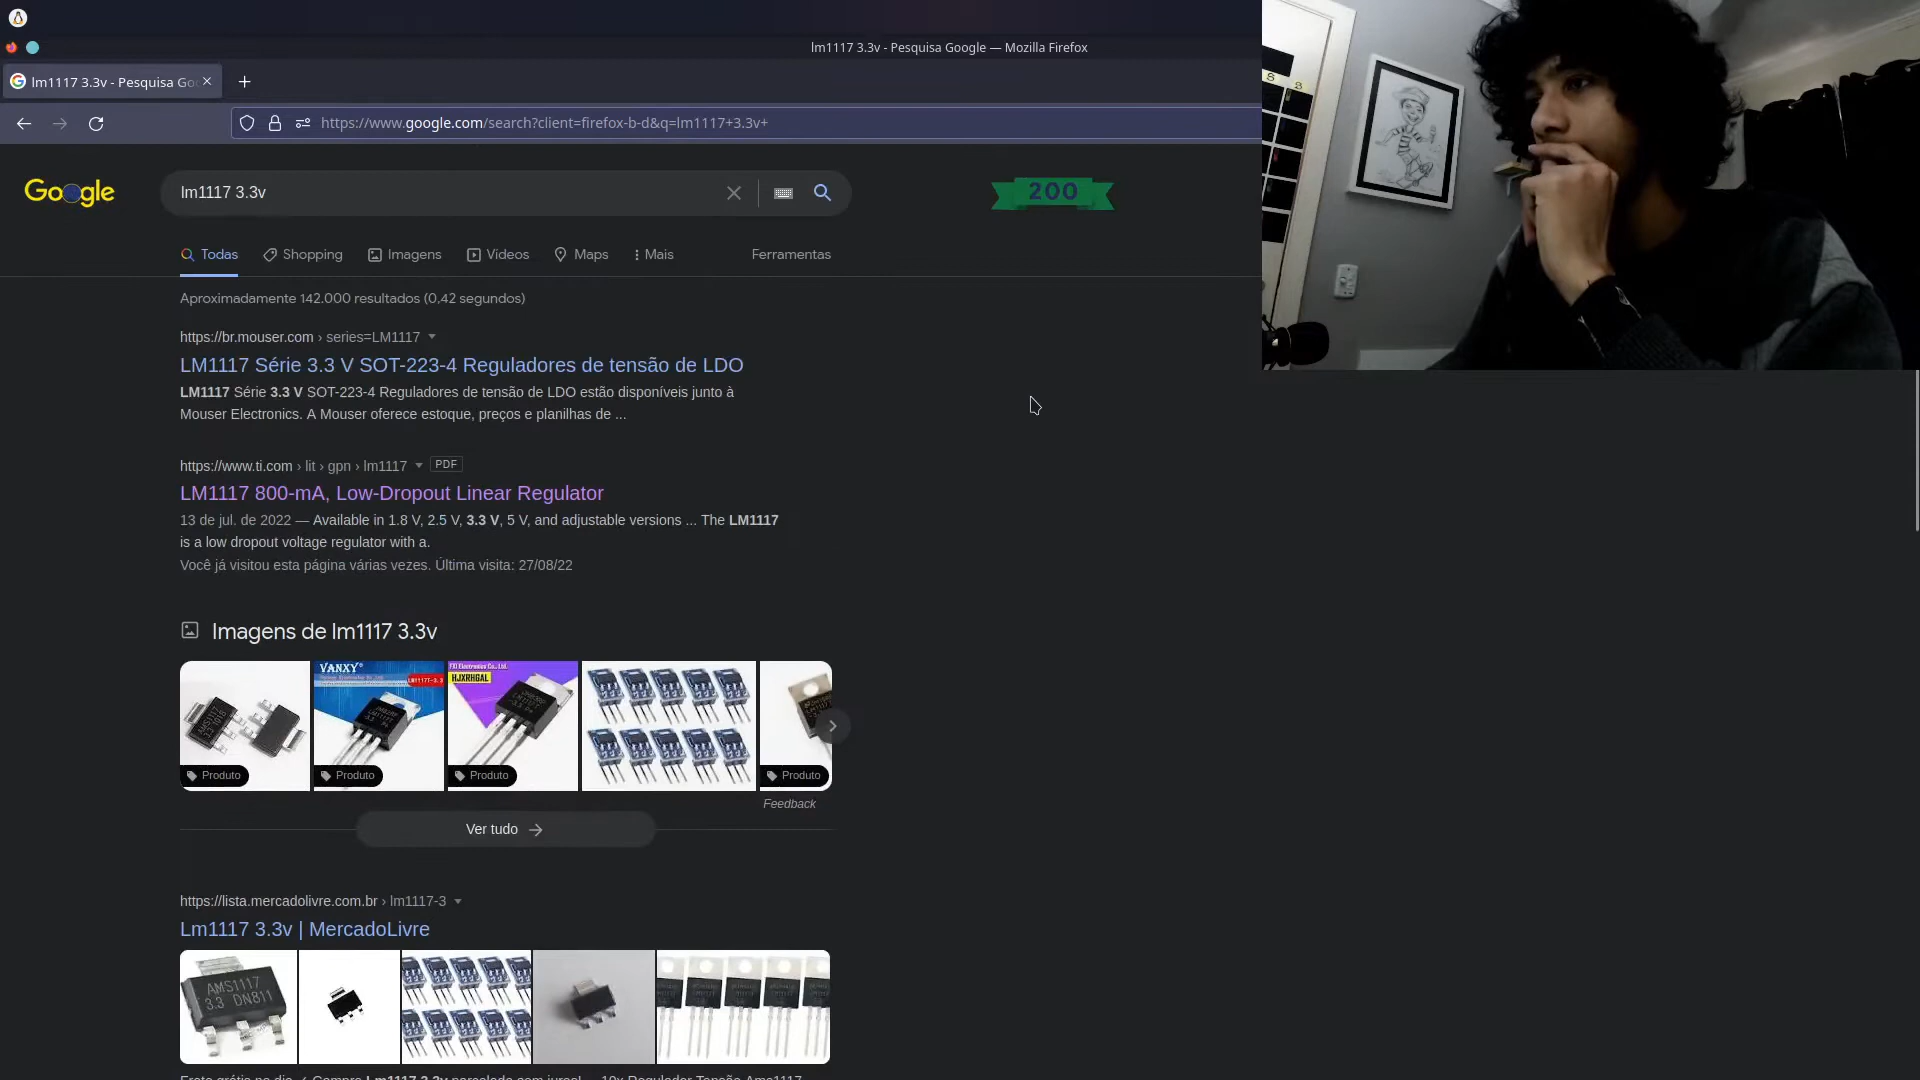 lm1117 3.3v - Pesquisa Google — Mozilla Firefox
lm1117 3.3v - Pesquisa Go
https://www.google.com/search?client=firefox-b-d&q=lm1117+3.3v+
Google
lm1117 3.3v
200
Todas
Shopping
Imagens
Vídeos
Maps
Mais
Ferramentas
Aproximadamente 142.000 resultados (0,42 segundos)
https://br.mouser.com › series=LM1117
LM1117 Série 3.3 V SOT-223-4 Reguladores de tensão de LDO
LM1117 Série 3.3 V SOT-223-4 Reguladores de tensão de LDO estão disponíveis junto à
Mouser Electronics. A Mouser oferece estoque, preços e planilhas de ...
https://www.ti.com › lit › gpn › lm1117
PDF
LM1117 800-mA, Low-Dropout Linear Regulator
13 de jul. de 2022 — Available in 1.8 V, 2.5 V, 3.3 V, 5 V, and adjustable versions ... The LM1117
is a low dropout voltage regulator with a.
Você já visitou esta página várias vezes. Última visita: 27/08/22
Imagens de lm1117 3.3v
VANXY
LM1117T-3.3
HJXRHGAL
Produto
Produto
Produto
Produto
Feedback
Ver tudo
https://lista.mercadolivre.com.br › lm1117-3
Lm1117 3.3v | MercadoLivre
AMS1117
3.3 DN811